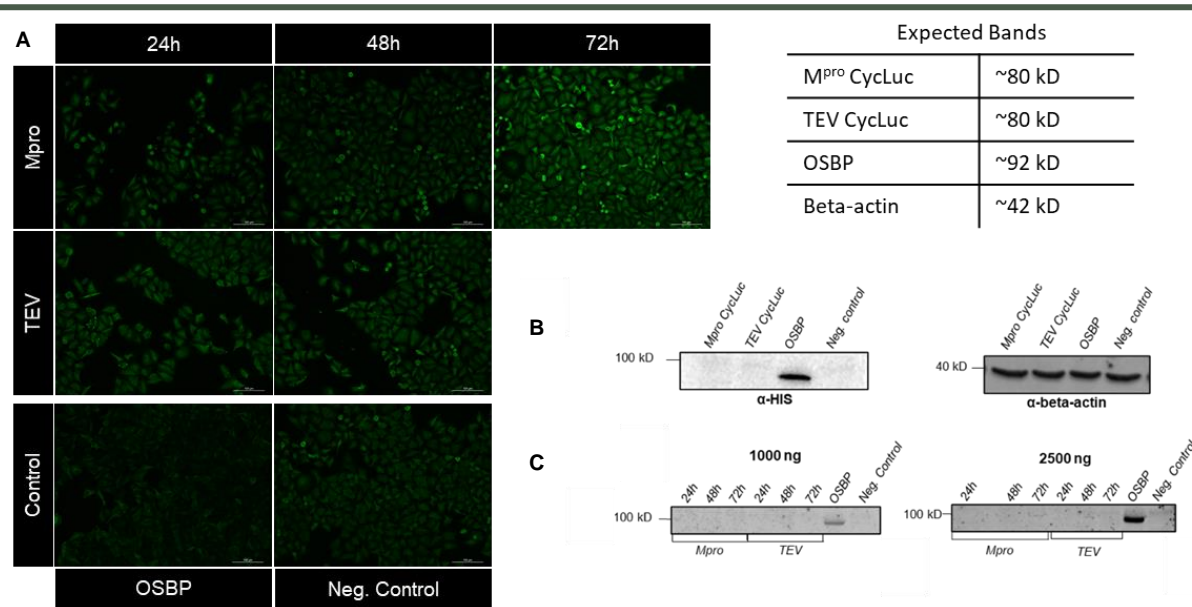 A
24h
48h
72h
Mpro
TEV
Control
OSBP
Neg. Control
Expected Bands
Mᵖʳᵒ CycLuc
~80 kD
TEV CycLuc
~80 kD
OSBP
~92 kD
Beta-actin
~42 kD
B
Mpro CycLuc
TEV CycLuc
OSBP
Neg. control
100 kD
α-HIS
Mpro CycLuc
TEV CycLuc
OSBP
Neg. control
40 kD
α-beta-actin
C
1000 ng
24h
48h
72h
24h
48h
72h
OSBP
Neg. Control
100 kD
Mpro
TEV
2500 ng
24h
48h
72h
24h
48h
72h
OSBP
Neg. Control
100 kD
Mpro
TEV